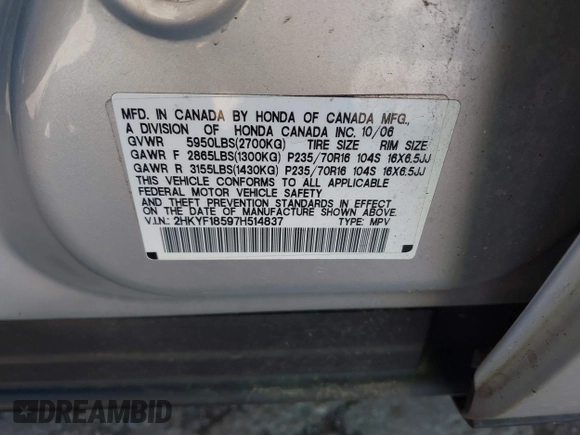 MFD. IN CANADA BY HONDA OF CANADA MFG.,
A DIVISION OF HONDA CANADA INC. 10/06
GVWR 5950LBS(2700KG) TIRE SIZE RIM SIZE
GAWR F 2865LBS(1300KG) P235/70R16 104S 16X6.5JJ
GAWR R 3155LBS(1430KG) P235/70R16 104S 16X6.5JJ
THIS VEHICLE CONFORMS TO ALL APPLICABLE
FEDERAL MOTOR VEHICLE SAFETY AND
THEFT PREVENTION STANDARDS IN EFFECT
ON THE DATE OF MANUFACTURE SHOWN ABOVE.
V.I.N.: 2HKYF18597H514837 TYPE: MPV
DREAMBID